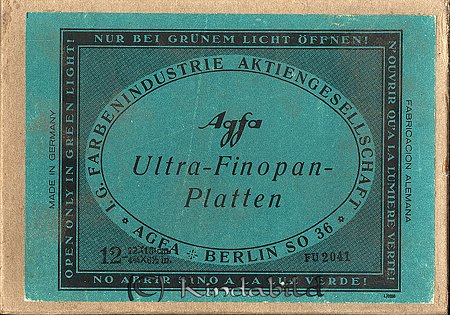 NUR BEI GRÜNEM LICHT ÖFFNEN!
OPEN ONLY IN GREEN LIGHT!
N'OUVRIR QU'A LA LUMIERE VERTE!
MADE IN GERMANY
FABRICACION ALEMANA
I. G. FARBENINDUSTRIE AKTIENGESELLSCHAFT
Agfa
Ultra-Finopan-
Platten
* AGFA * BERLIN SO 36 *
12
FU 2041
NO ABRIR SINO A LA LUZ VERDE!
(C) Kindabild